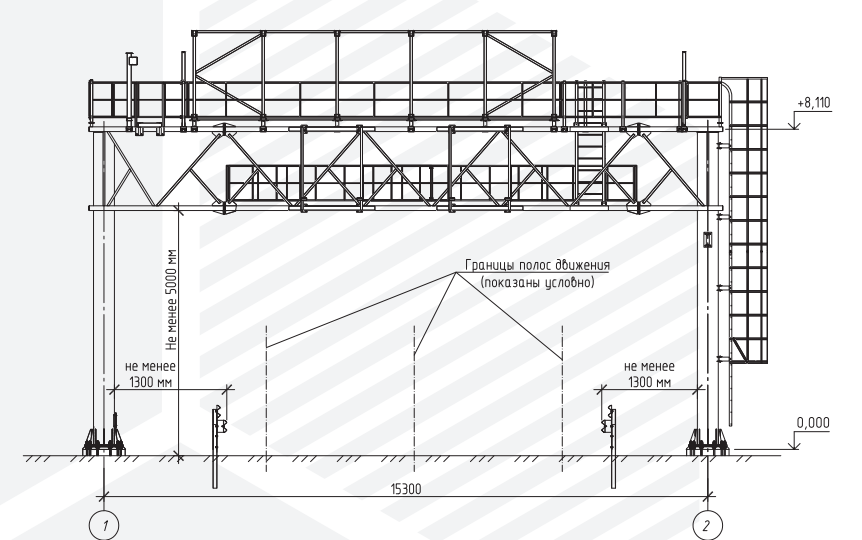 +8,110
Не менее 5000 мм
Границы полос движения
(показаны условно)
не менее
1300 мм
не менее
1300 мм
0,000
15300
1
2